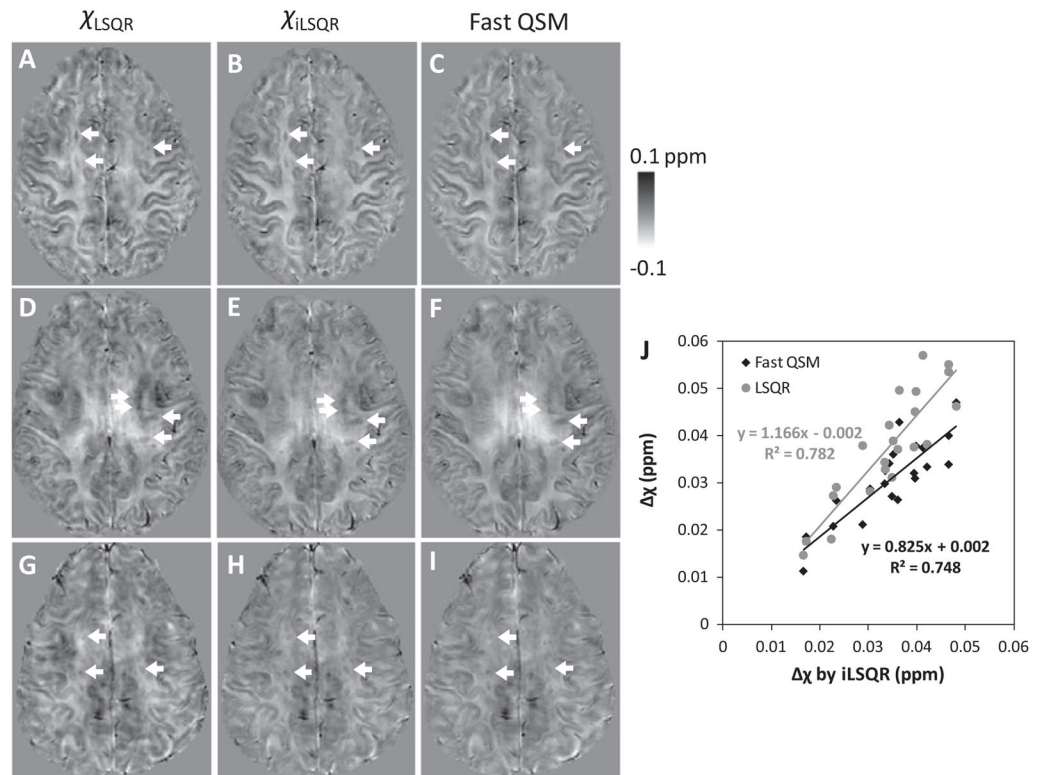 χLSQR
χiLSQR
Fast QSM
A
B
C
0.1 ppm
-0.1
D
E
F
G
H
I
J
0.06
0.05
0.04
0.03
0.02
0.01
0
Fast QSM
LSQR
y = 1.166x - 0.002
R² = 0.782
y = 0.825x + 0.002
R² = 0.748
Δχ (ppm)
0 0.01 0.02 0.03 0.04 0.05 0.06
Δχ by iLSQR (ppm)